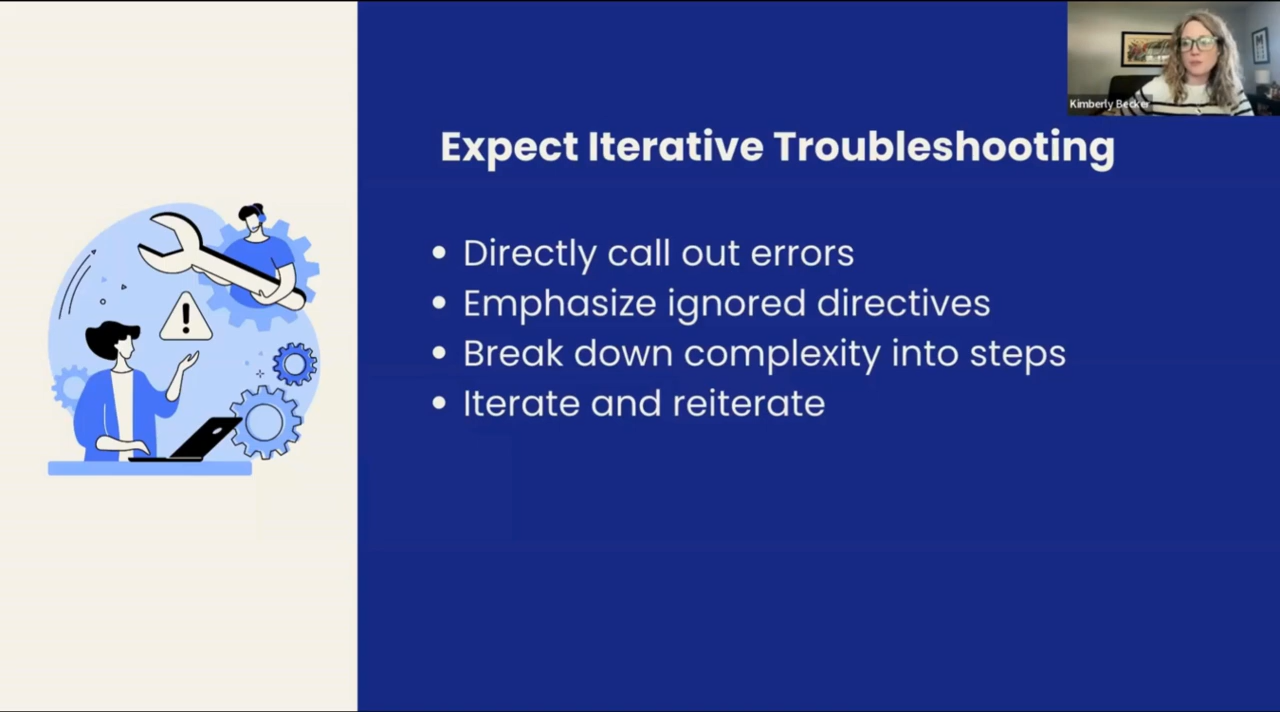 Kimberly Becker
Expect Iterative Troubleshooting
• Directly call out errors
• Emphasize ignored directives
• Break down complexity into steps
• Iterate and reiterate